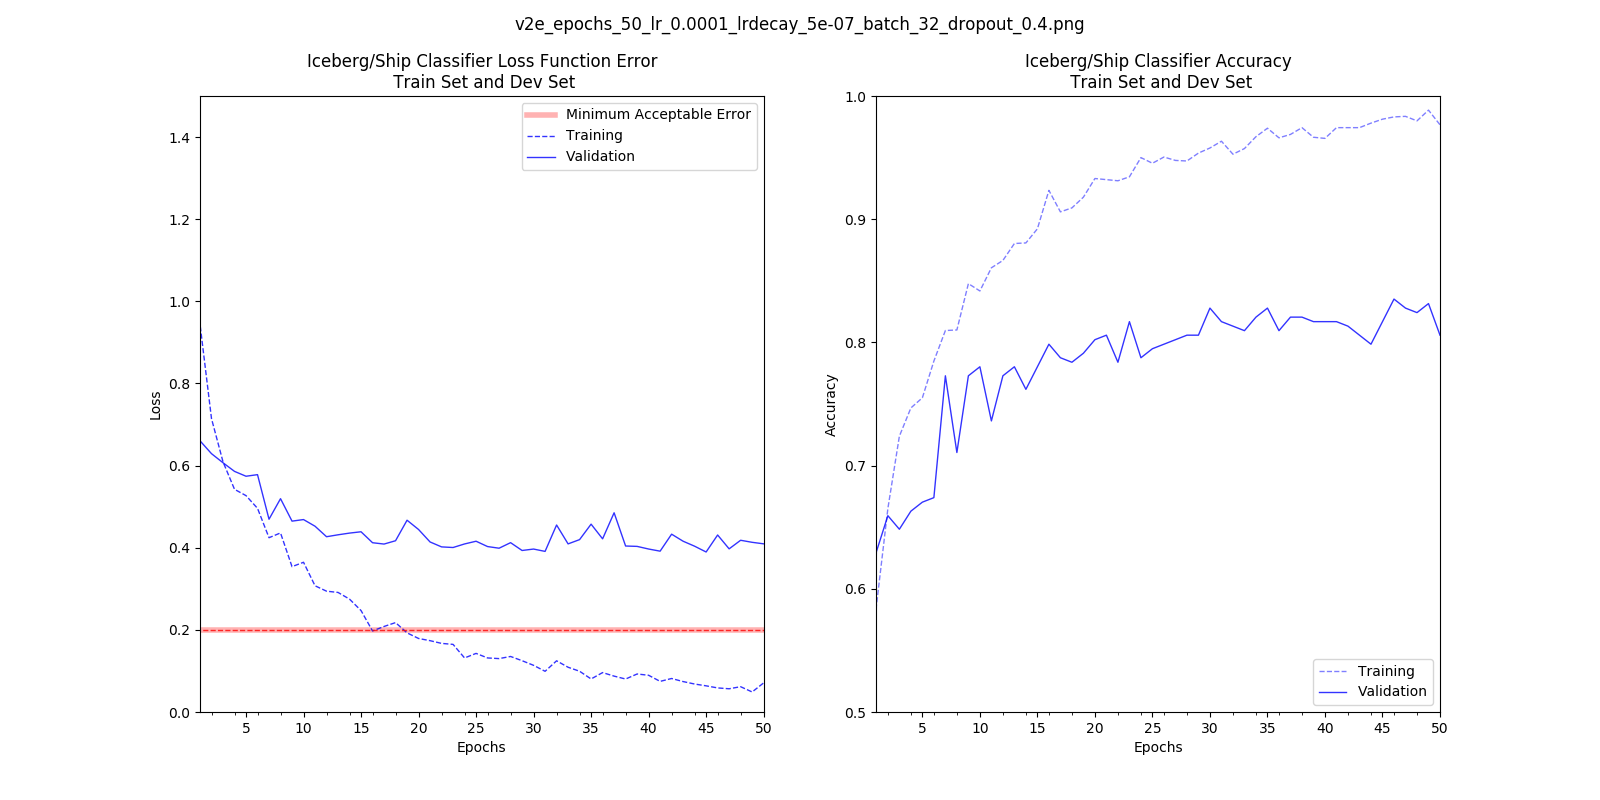 v2e_epochs_50_lr_0.0001_lrdecay_5e-07_batch_32_dropout_0.4.png
Iceberg/Ship Classifier Loss Function Error
Train Set and Dev Set
Minimum Acceptable Error
Training
Validation
1.4
1.2
1.0
0.8
0.6
0.4
0.2
0.0
Loss
5 10 15 20 25 30 35 40 45 50
Epochs
Iceberg/Ship Classifier Accuracy
Train Set and Dev Set
1.0
0.9
0.8
0.7
0.6
0.5
Accuracy
Training
Validation
5 10 15 20 25 30 35 40 45 50
Epochs